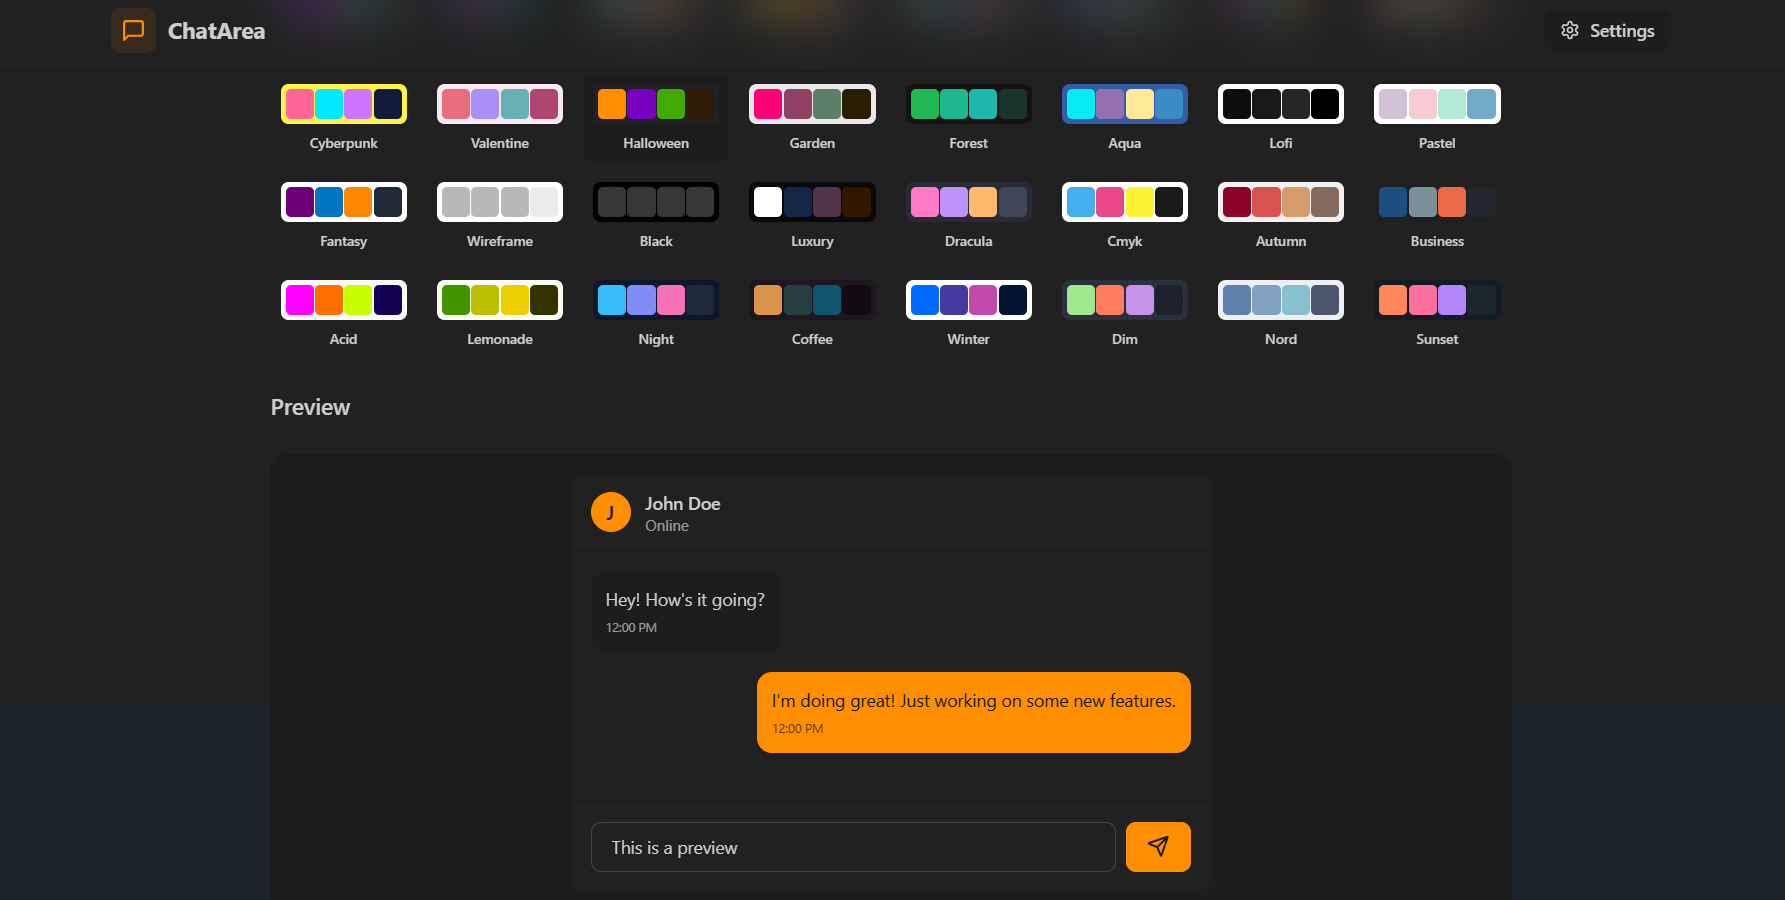 ChatArea
Settings
Cyberpunk
Valentine
Halloween
Garden
Forest
Aqua
Lofi
Pastel
Fantasy
Wireframe
Black
Luxury
Dracula
Cmyk
Autumn
Business
Acid
Lemonade
Night
Coffee
Winter
Dim
Nord
Sunset
Preview
J
John Doe
Online
Hey! How's it going?
12:00 PM
I'm doing great! Just working on some new features.
12:00 PM
This is a preview